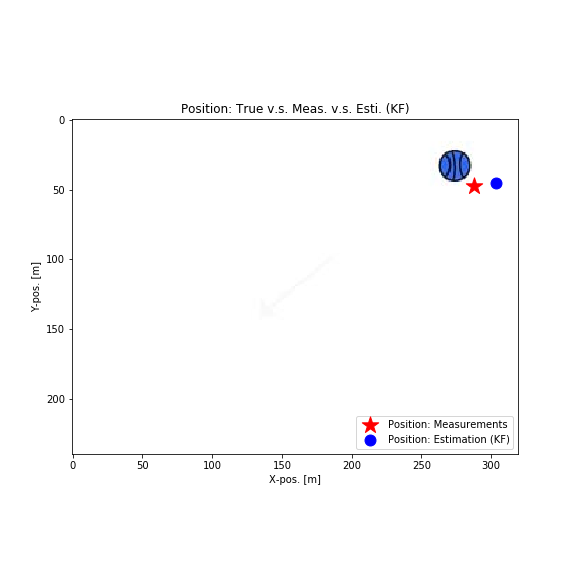 Position: True v.s. Meas. v.s. Esti. (KF)
0
50
100
150
200
Y-pos. [m]
0 50 100 150 200 250 300
X-pos. [m]
Position: Measurements
Position: Estimation (KF)